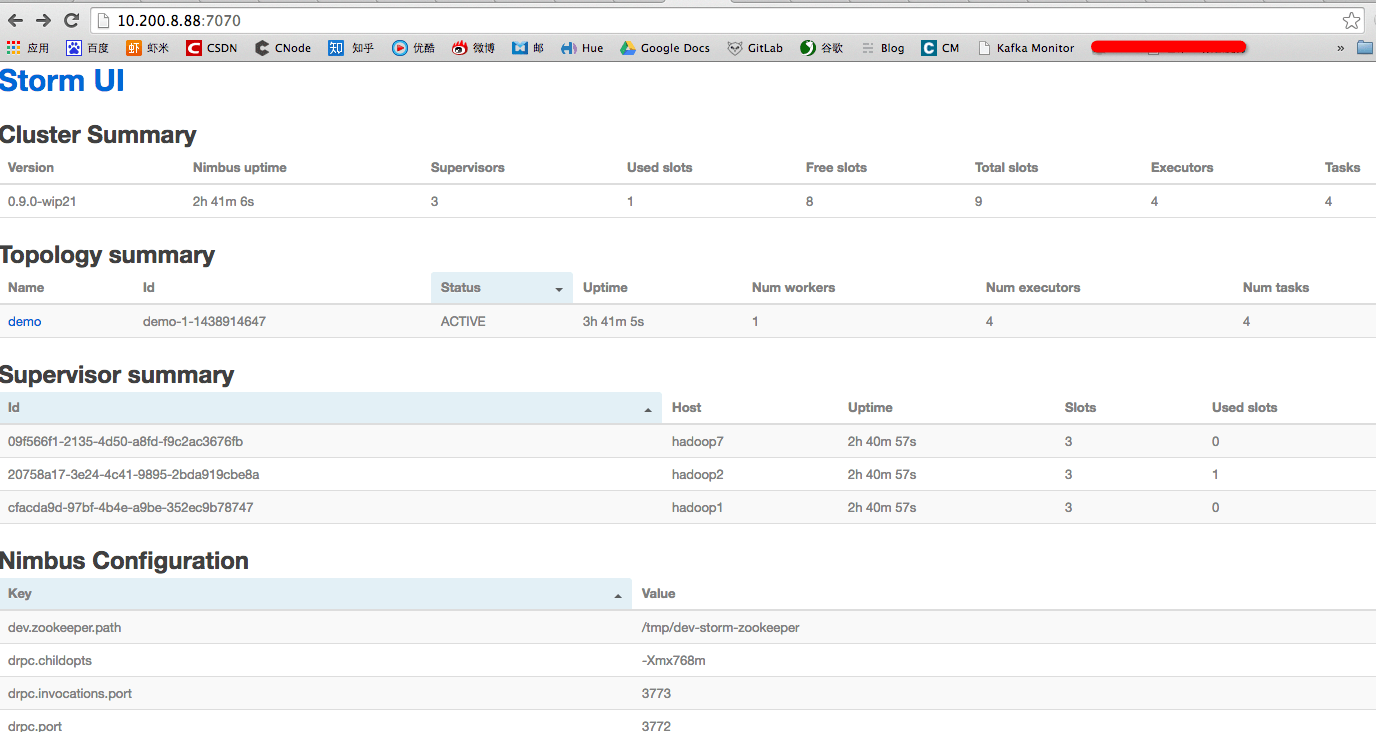 10.200.8.88:7070
应用 百度 虾米 CSDN CNode 知乎 优酷 微博 邮 Hue Google Docs GitLab 谷歌 Blog CM Kafka Monitor »
Storm UI
Cluster Summary
Version Nimbus uptime Supervisors Used slots Free slots Total slots Executors Tasks
0.9.0-wip21 2h 41m 6s 3 1 8 9 4 4
Topology summary
Name Id Status Uptime Num workers Num executors Num tasks
demo demo-1-1438914647 ACTIVE 3h 41m 5s 1 4 4
Supervisor summary
Id Host Uptime Slots Used slots
09f566f1-2135-4d50-a8fd-f9c2ac3676fb hadoop7 2h 40m 57s 3 0
20758a17-3e24-4c41-9895-2bda919cbe8a hadoop2 2h 40m 57s 3 1
cfacda9d-97bf-4b4e-a9be-352ec9b78747 hadoop1 2h 40m 57s 3 0
Nimbus Configuration
Key Value
dev.zookeeper.path /tmp/dev-storm-zookeeper
drpc.childopts -Xmx768m
drpc.invocations.port 3773
drpc.port 3772